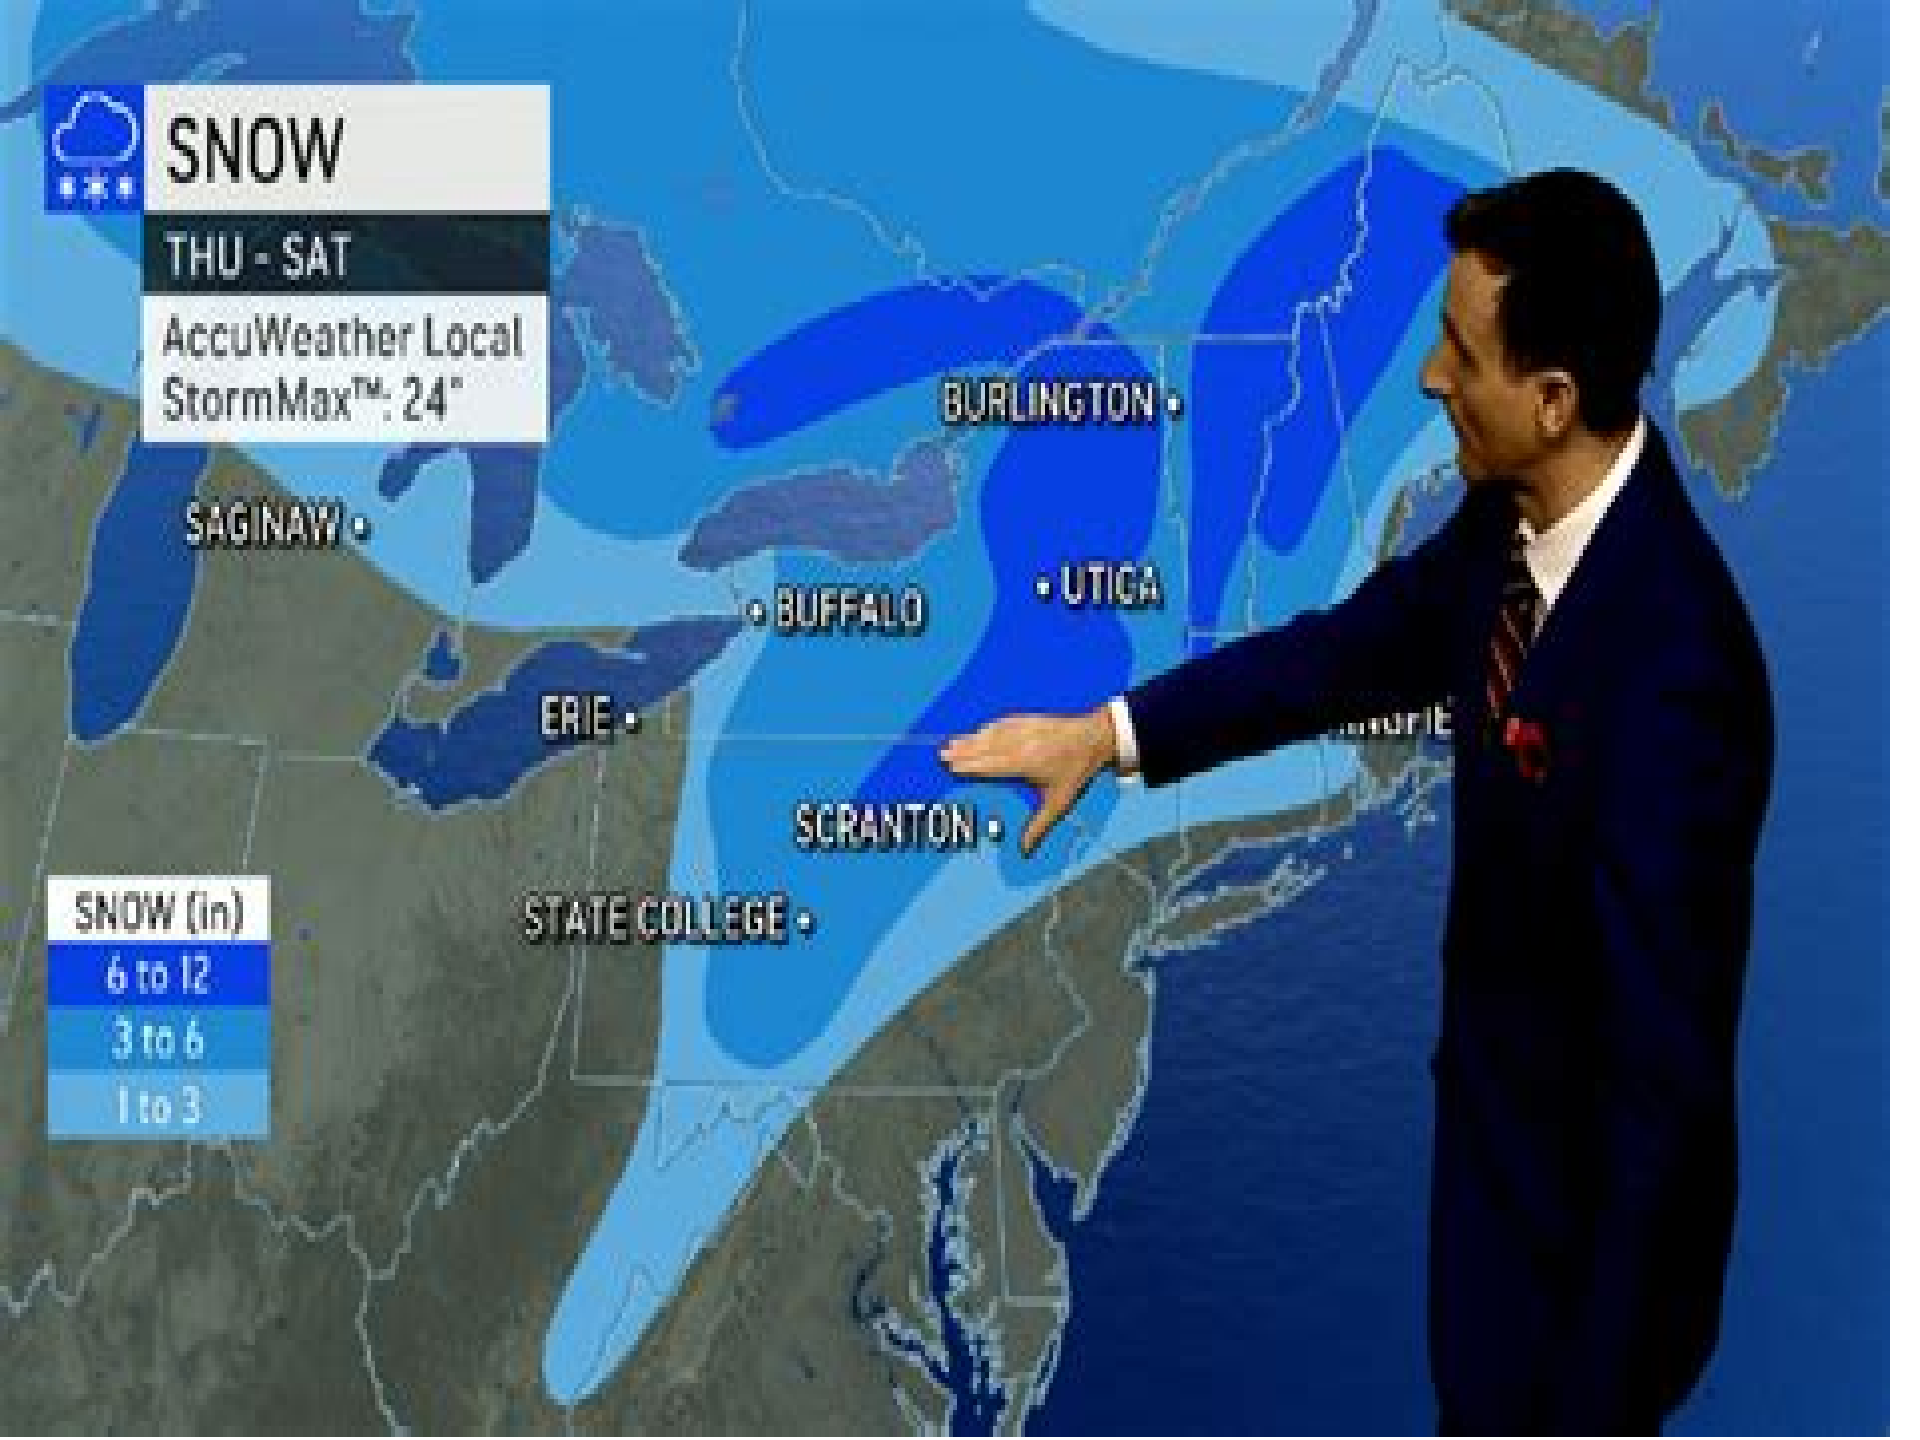 SNOW
THU - SAT
AccuWeather Local
StormMax™: 24"
BURLINGTON
SAGINAW
UTICA
BUFFALO
ERIE
SCRANTON
STATE COLLEGE
SNOW (in)
6 to 12
3 to 6
1 to 3